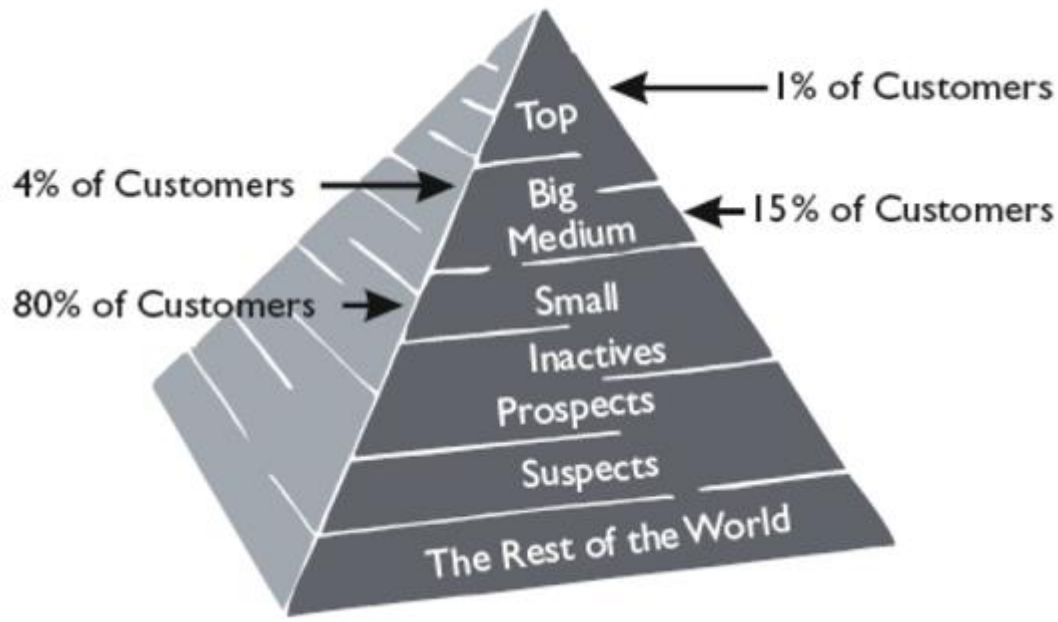 1% of Customers
Top
4% of Customers
Big
15% of Customers
Medium
80% of Customers
Small
Inactives
Prospects
Suspects
The Rest of the World